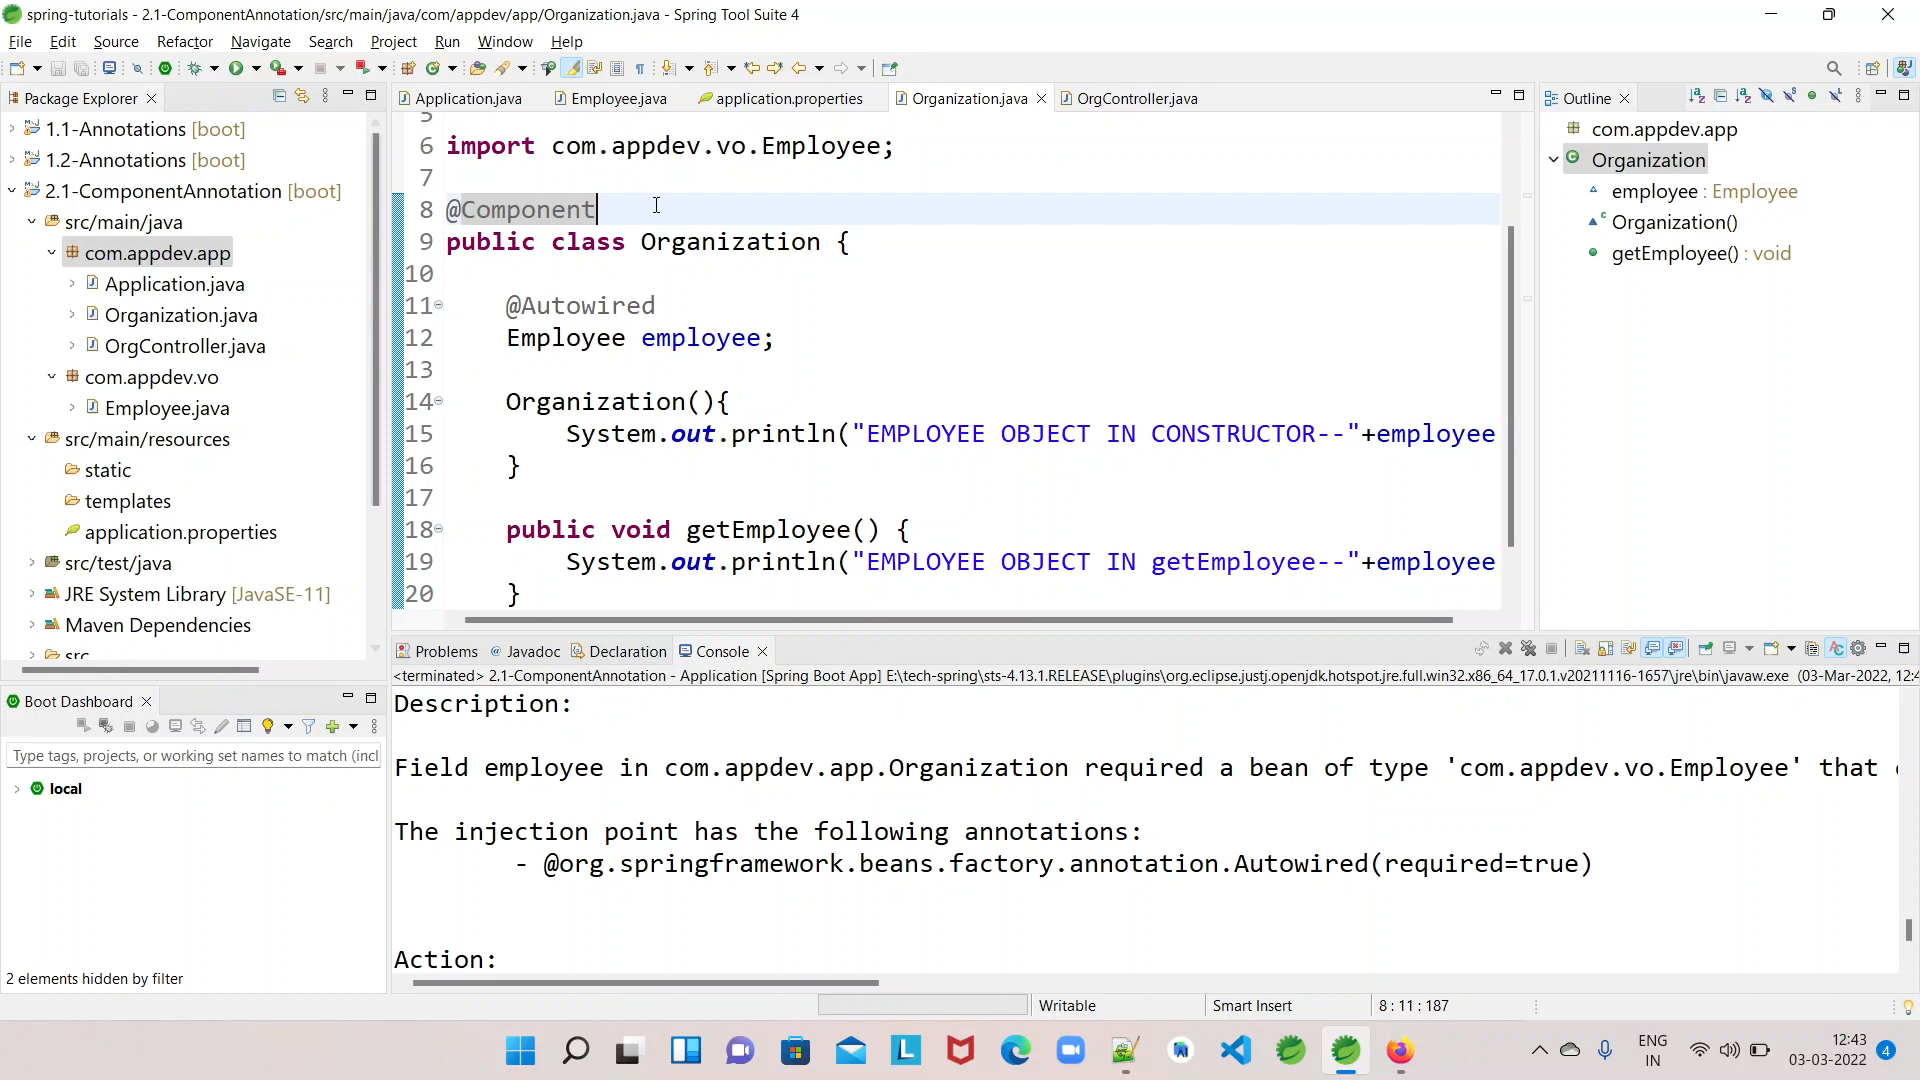 spring-tutorials - 2.1-ComponentAnnotation/src/main/java/com/appdev/app/Organization.java - Spring Tool Suite 4
File Edit Source Refactor Navigate Search Project Run Window Help
Package Explorer
1.1-Annotations [boot]
1.2-Annotations [boot]
2.1-ComponentAnnotation [boot]
src/main/java
com.appdev.app
Application.java
Organization.java
OrgController.java
com.appdev.vo
Employee.java
src/main/resources
static
templates
application.properties
src/test/java
JRE System Library [JavaSE-11]
Maven Dependencies
src
Application.java Employee.java application.properties Organization.java OrgController.java
5
6 import com.appdev.vo.Employee;
7
8 @Component
9 public class Organization {
10
11 @Autowired
12 Employee employee;
13
14 Organization(){
15 System.out.println("EMPLOYEE OBJECT IN CONSTRUCTOR--"+employee
16 }
17
18 public void getEmployee() {
19 System.out.println("EMPLOYEE OBJECT IN getEmployee--"+employee
20 }
Outline
com.appdev.app
Organization
employee : Employee
Organization()
getEmployee() : void
Boot Dashboard
Type tags, projects, or working set names to match (incl
local
2 elements hidden by filter
Problems @ Javadoc Declaration Console
<terminated> 2.1-ComponentAnnotation - Application [Spring Boot App] E:\tech-spring\sts-4.13.1.RELEASE\plugins\org.eclipse.justj.openjdk.hotspot.jre.full.win32.x86_64_17.0.1.v20211116-1657\jre\bin\javaw.exe (03-Mar-2022, 12:4
Description:
Field employee in com.appdev.app.Organization required a bean of type 'com.appdev.vo.Employee' that
The injection point has the following annotations:
- @org.springframework.beans.factory.annotation.Autowired(required=true)
Action:
Writable Smart Insert 8 : 11 : 187
ENG
IN
12:43
03-03-2022
4